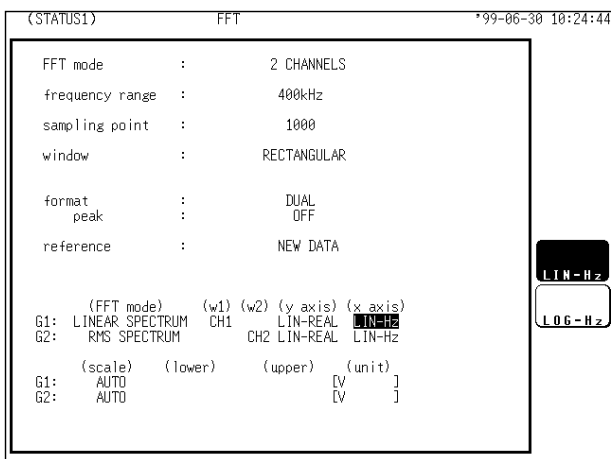 (STATUS1) FFT '99-06-30 10:24:44
FFT mode : 2 CHANNELS
frequency range : 400kHz
sampling point : 1000
window : RECTANGULAR
format : DUAL
peak : OFF
reference : NEW DATA
LIN-Hz
LOG-Hz
(FFT mode) (w1) (w2) (y axis) (x axis)
G1: LINEAR SPECTRUM CH1 LIN-REAL LIN-Hz
G2: RMS SPECTRUM CH2 LIN-REAL LIN-Hz
(scale) (lower) (upper) (unit)
G1: AUTO [V ]
G2: AUTO [V ]